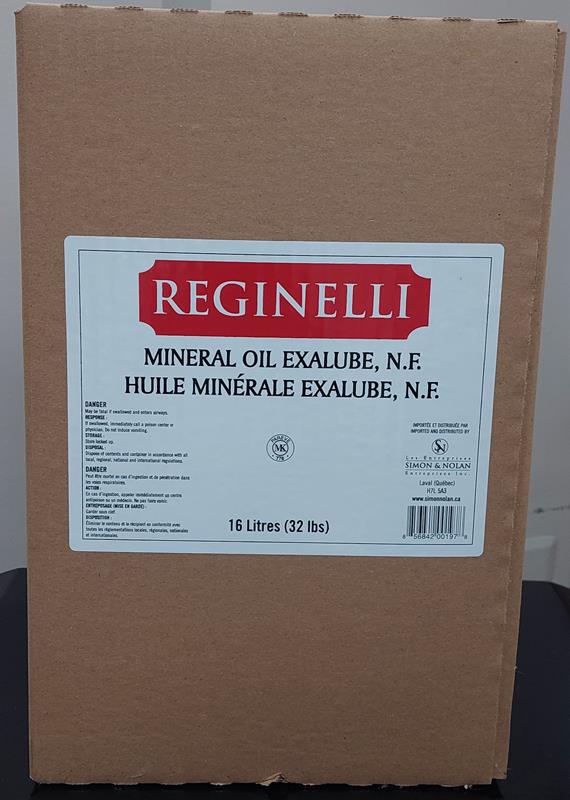 REGINELLI
MINERAL OIL EXALUBE, N.F.
HUILE MINÉRALE EXALUBE, N.F.
DANGER
May be fatal if swallowed and enters airways.
RESPONSE :
If swallowed, immediately call a poison center or
physician. Do not induce vomiting.
STORAGE :
Store locked up.
DISPOSAL :
Dispose of contents and container in accordance with all
local, regional, national and international regulations.
DANGER
Peut être mortel en cas d'ingestion et de pénétration dans
les voies respiratoires.
ACTION :
En cas d'ingestion, appeler immédiatement un centre
antipoison ou un médecin. Ne pas faire vomir.
ENTREPOSAGE (MISE EN GARDE) :
Garder sous clef.
DISPOSITION :
Éliminer le contenu et le récipient en conformité avec
toutes les réglementations locales, régionales, nationales
et internationales.
PAREVE
MK
16 Litres (32 lbs)
IMPORTÉE ET DISTRIBUÉE PAR
IMPORTED AND DISTRIBUTED BY
Les Entreprises
SIMON & NOLAN
Entreprises Inc.
Laval (Québec)
H7L 5A3
www.simonnolan.ca
8 56842 00197 8